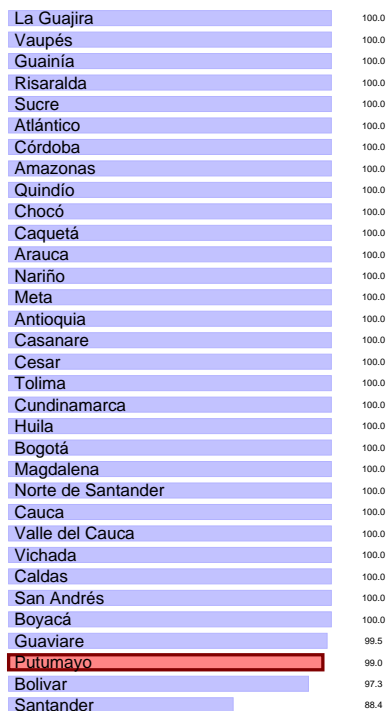 La Guajira 100.0
Vaupés 100.0
Guainía 100.0
Risaralda 100.0
Sucre 100.0
Atlántico 100.0
Córdoba 100.0
Amazonas 100.0
Quindío 100.0
Chocó 100.0
Caquetá 100.0
Arauca 100.0
Nariño 100.0
Meta 100.0
Antioquia 100.0
Casanare 100.0
Cesar 100.0
Tolima 100.0
Cundinamarca 100.0
Huila 100.0
Bogotá 100.0
Magdalena 100.0
Norte de Santander 100.0
Cauca 100.0
Valle del Cauca 100.0
Vichada 100.0
Caldas 100.0
San Andrés 100.0
Boyacá 100.0
Guaviare 99.5
Putumayo 99.0
Bolivar 97.3
Santander 88.4